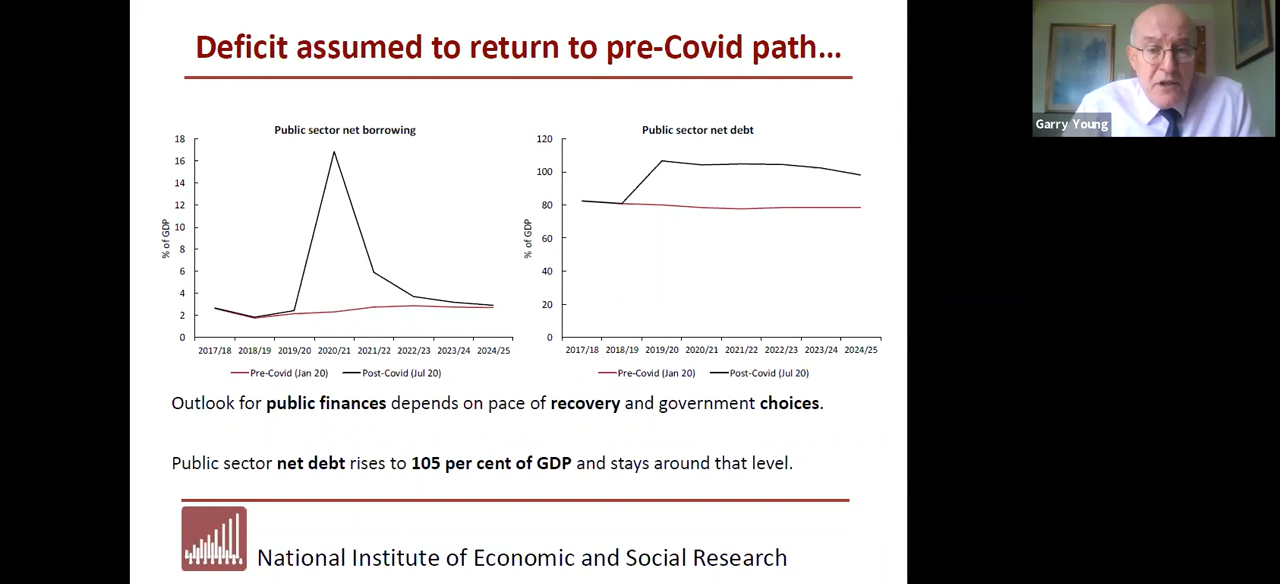 Deficit assumed to return to pre-Covid path…
Public sector net borrowing
18
16
14
12
10
8
6
4
2
0
% of GDP
2017/18 2018/19 2019/20 2020/21 2021/22 2022/23 2023/24 2024/25
Pre-Covid (Jan 20) Post-Covid (Jul 20)
Public sector net debt
120
100
80
60
40
20
0
% of GDP
2017/18 2018/19 2019/20 2020/21 2021/22 2022/23 2023/24 2024/25
Pre-Covid (Jan 20) Post-Covid (Jul 20)
Outlook for public finances depends on pace of recovery and government choices.
Public sector net debt rises to 105 per cent of GDP and stays around that level.
National Institute of Economic and Social Research
Garry Young